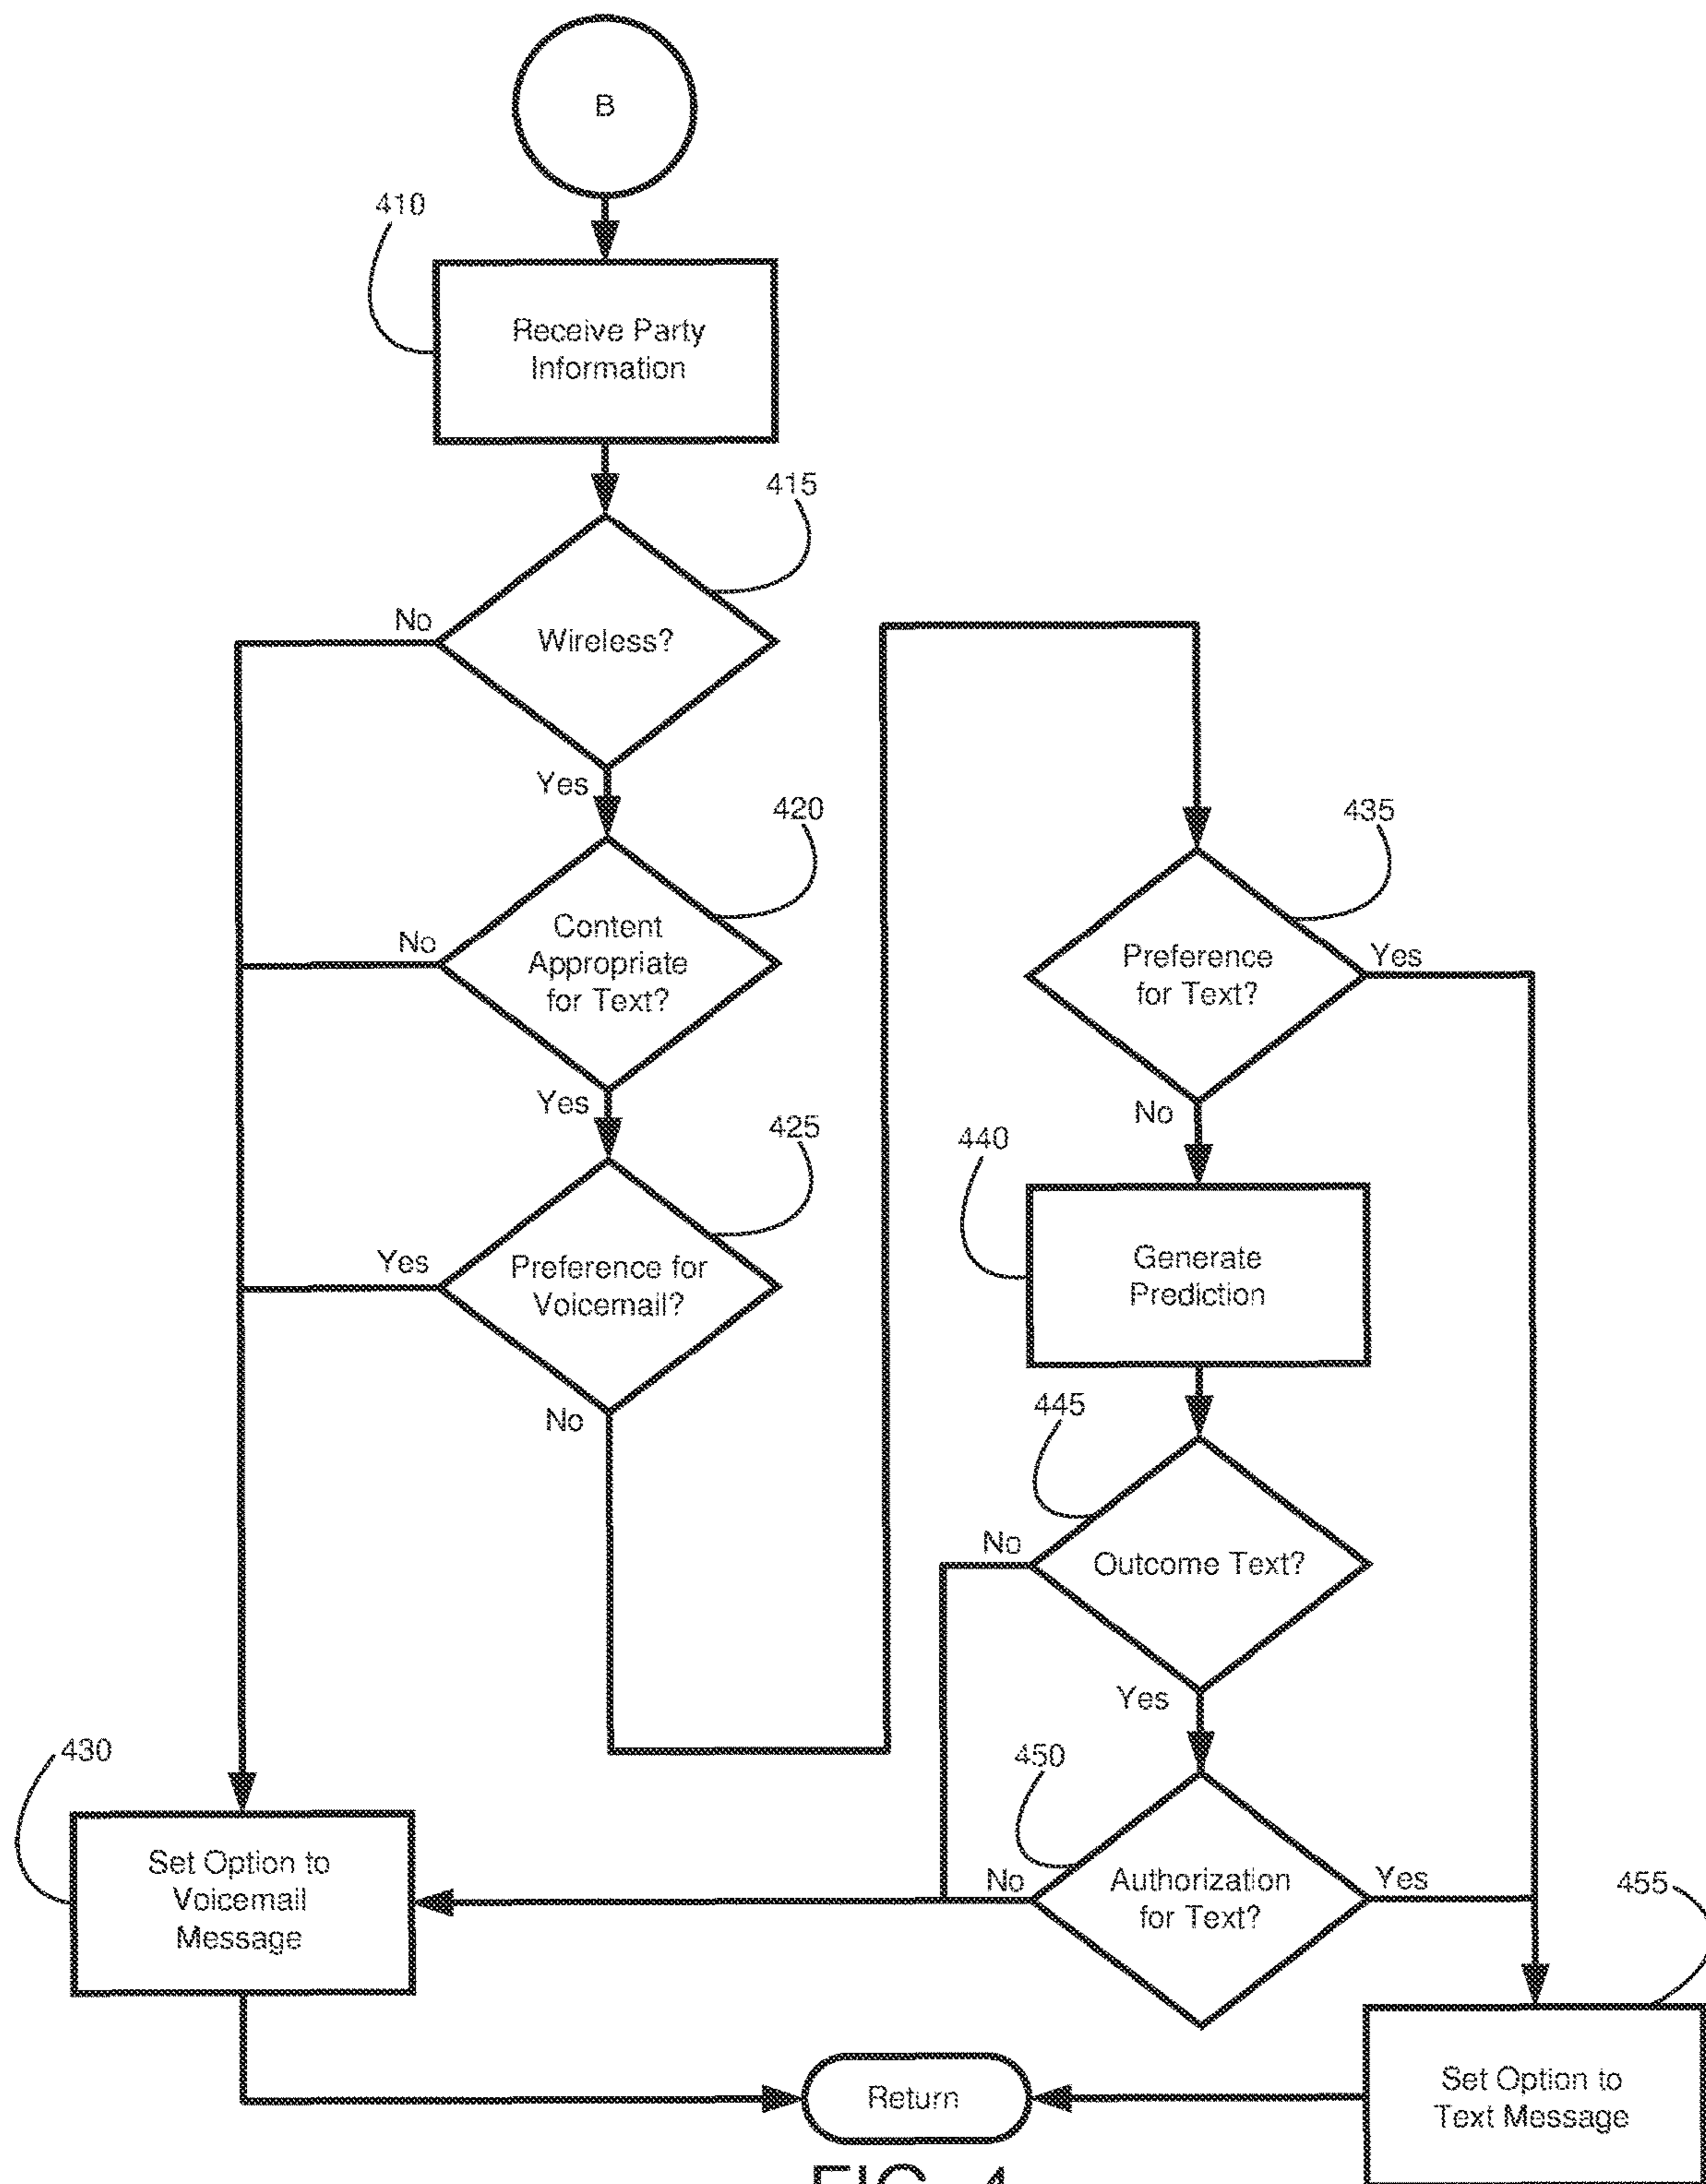 B
410
Receive Party
Information
415
No
Wireless?
Yes
420
No
Content
Appropriate
for Text?
Yes
425
Yes
Preference for
Voicemail?
No
435
Preference
for Text?
Yes
No
440
Generate
Prediction
445
No
Outcome Text?
Yes
450
No
Authorization
for Text?
Yes
430
Set Option to
Voicemail
Message
455
Set Option to
Text Message
Return
FIG. 4